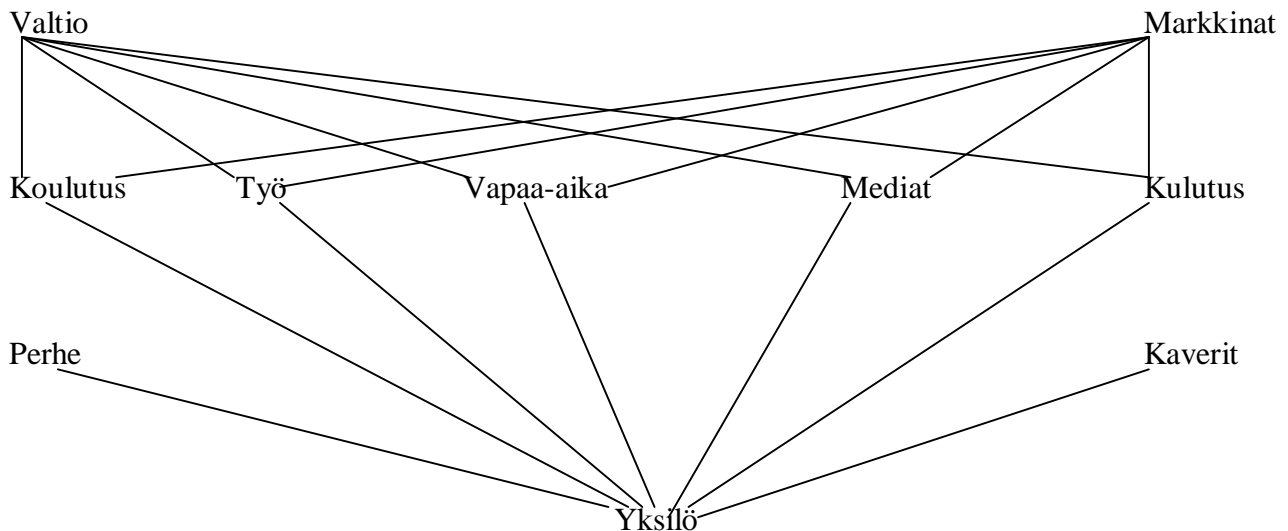 Valtio Markkinat
Koulutus Työ Vapaa-aika Mediat Kulutus
Perhe Kaverit
Yksilö